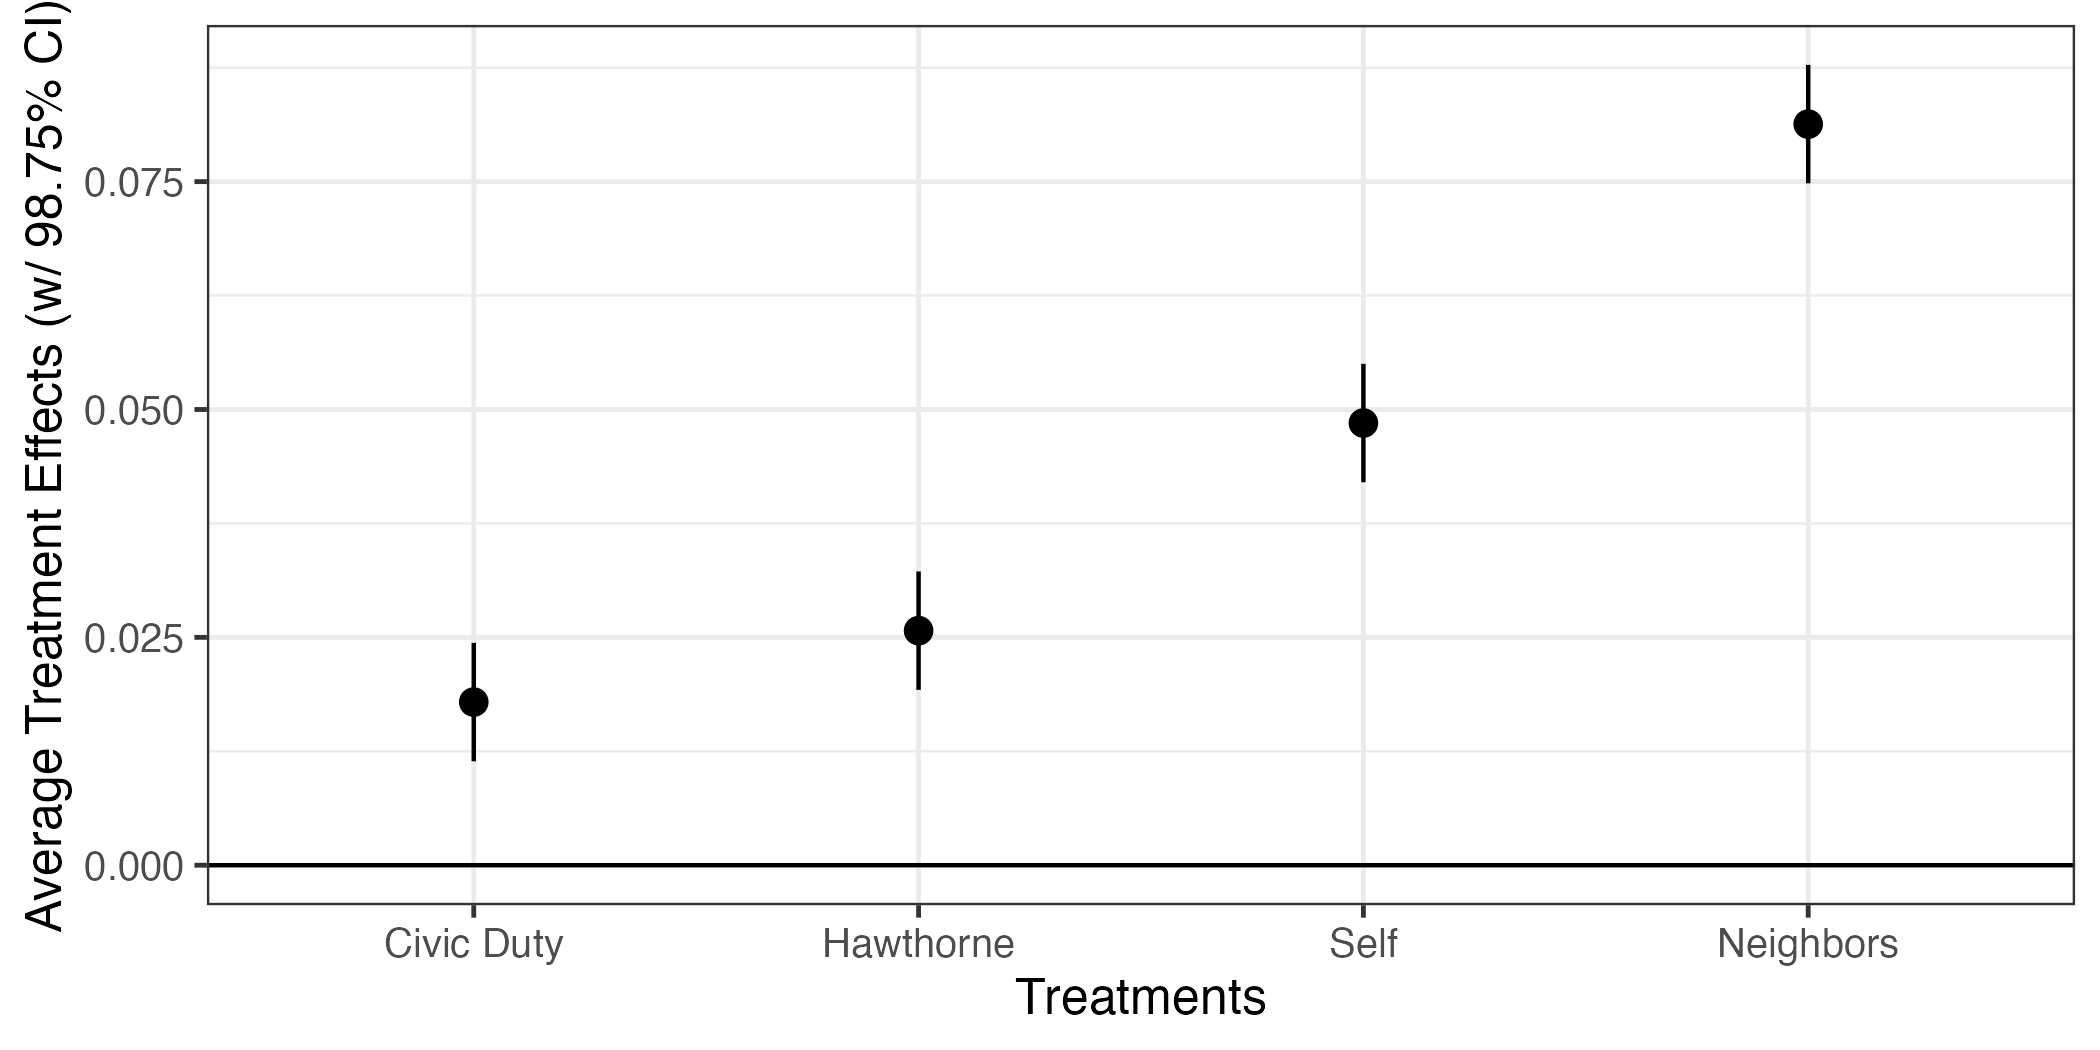 Average Treatment Effects (w/ 98.75% CI)
0.075
0.050
0.025
0.000
Civic Duty Hawthorne Self Neighbors
Treatments